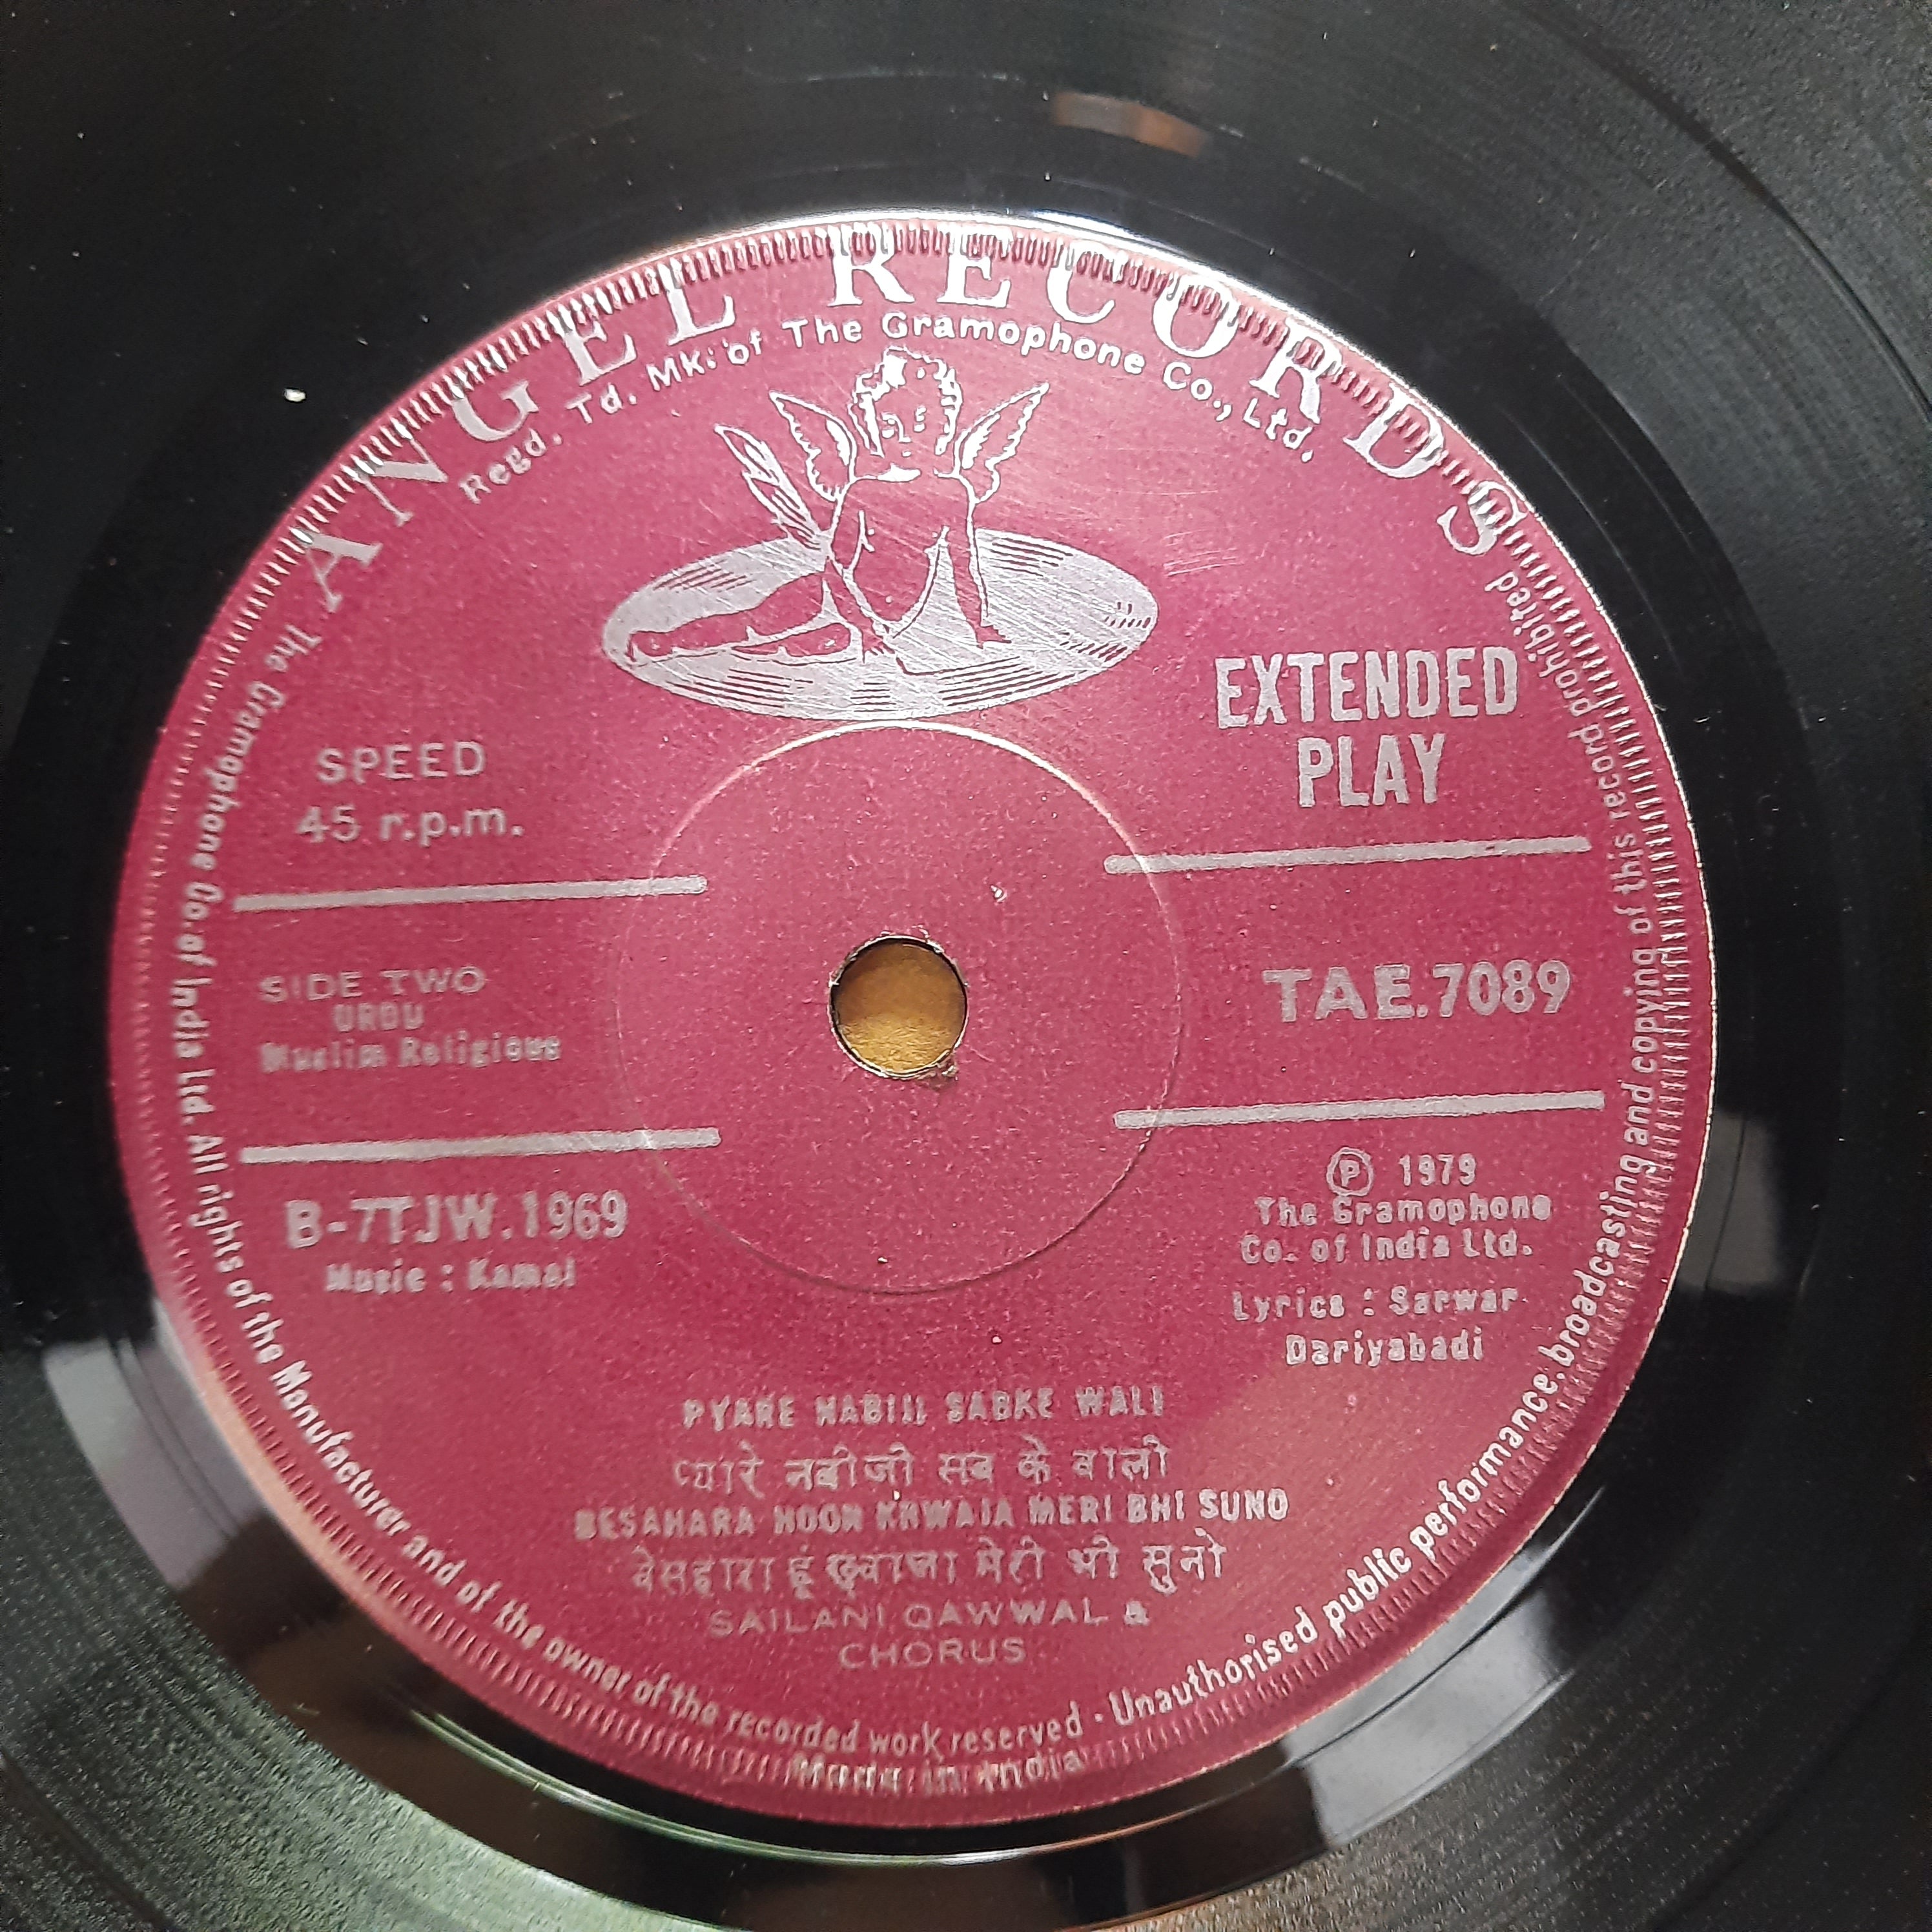 ANGEL RECORDS
Regd. Td. Mk. of The Gramophone Co., Ltd.
EXTENDED
PLAY
SPEED
45 r.p.m.
SIDE TWO
URDU
Muslim Religious
TAE.7089
B-7TJW.1969
Music : Kamal
Ⓟ 1979
The Gramophone
Co. of India Ltd.
Lyrics : Sarwar
Dariyabadi
PYARE NABIJI SABKE WALI
प्यारे नबीजी सब के वाली
BESAHARA HOON KHWAJA MERI BHI SUNO
बेसहारा हूं ख़्वाजा मेरी भी सुनो
SAILANI QAWWAL &
CHORUS
The Gramophone Co. of India Ltd. All rights of the Manufacturer and of the owner of the recorded work reserved · Unauthorised public performance, broadcasting and copying of this record prohibited
Made in India